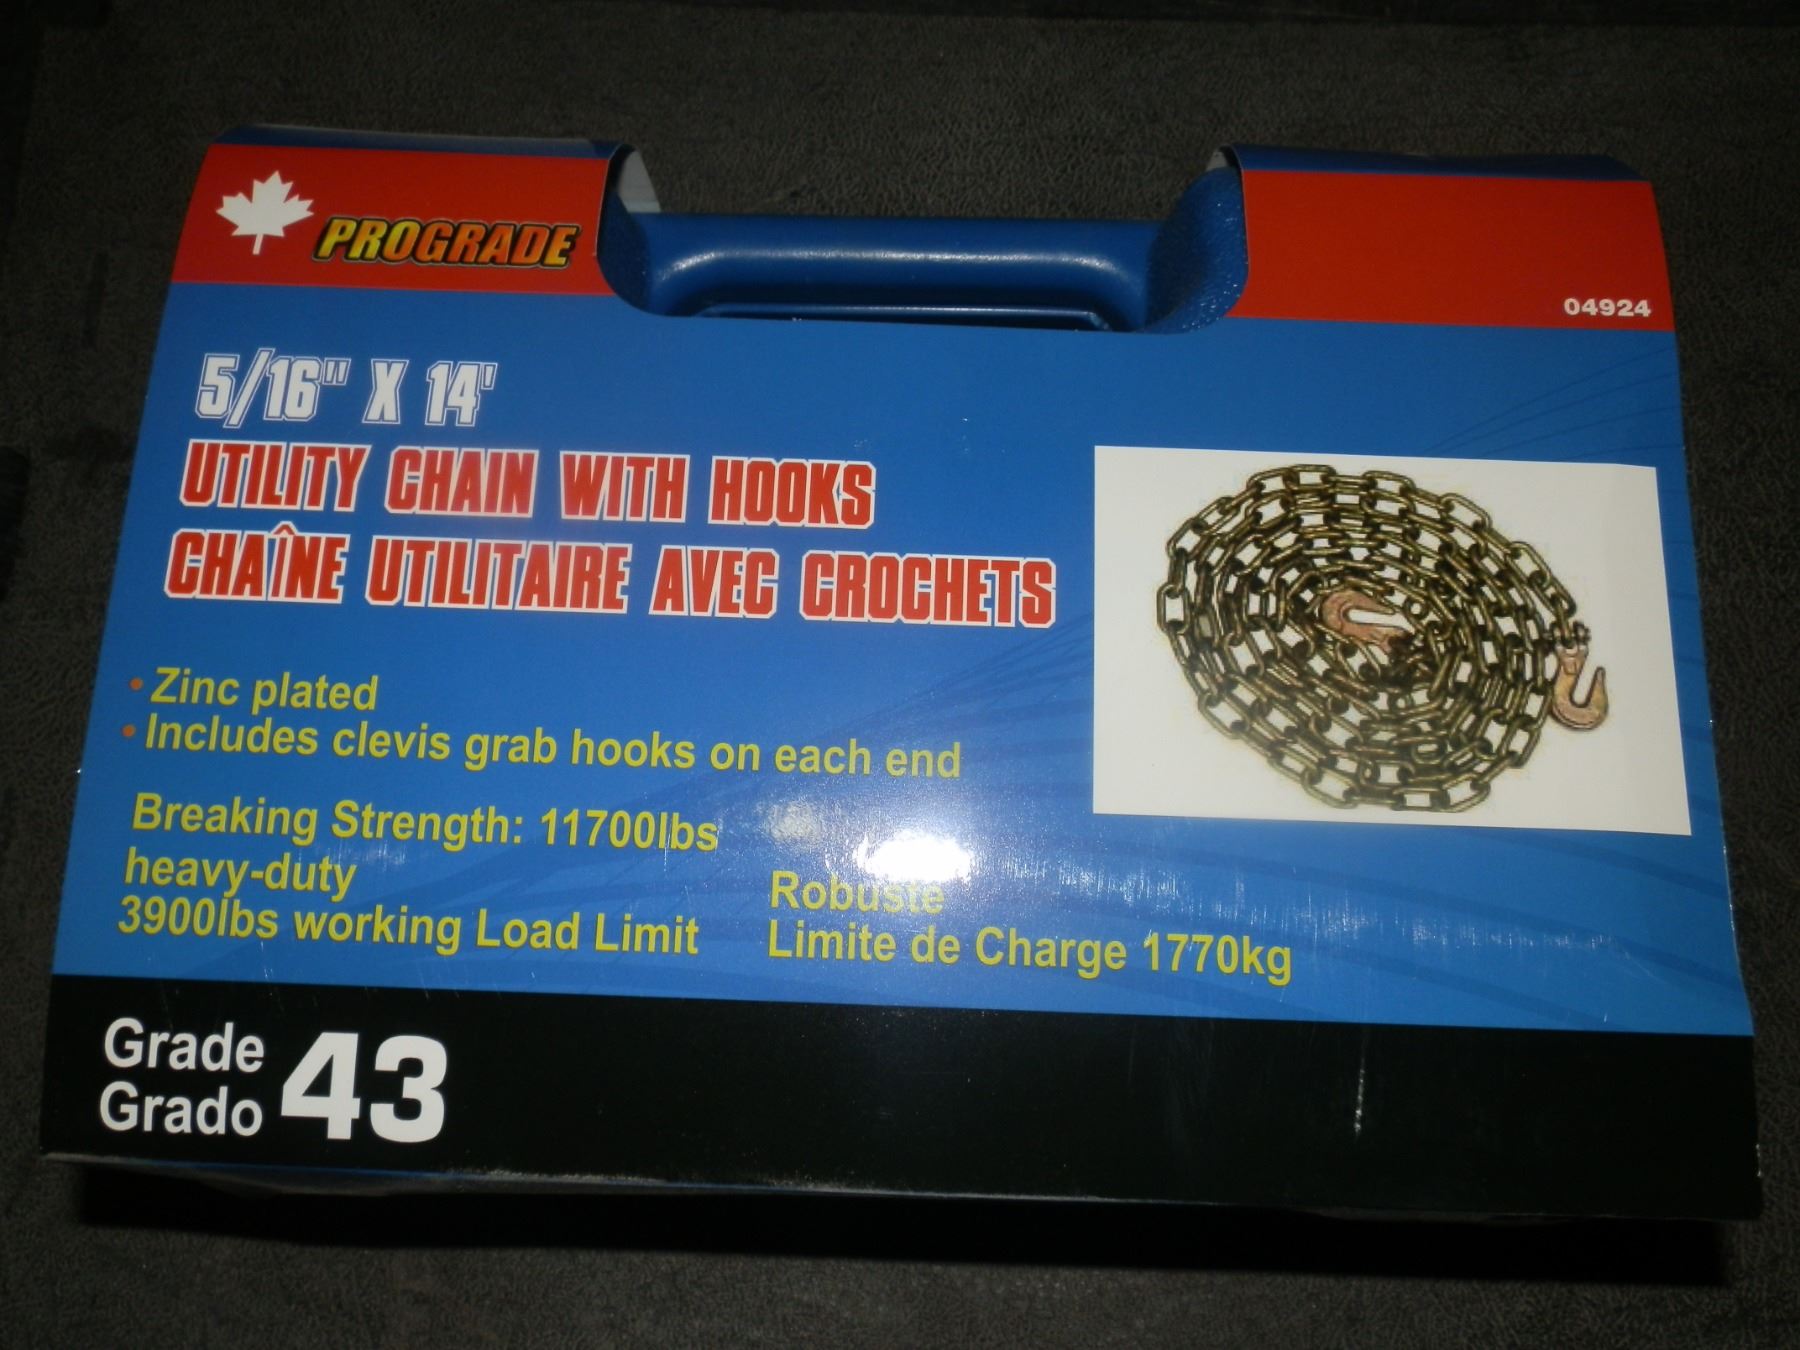 PROGRADE
04924
5/16" X 14'
UTILITY CHAIN WITH HOOKS
CHAÎNE UTILITAIRE AVEC CROCHETS
• Zinc plated
• Includes clevis grab hooks on each end
Breaking Strength: 11700lbs
heavy-duty
3900lbs working Load Limit
Robuste
Limite de Charge 1770kg
Grade
Grado
43